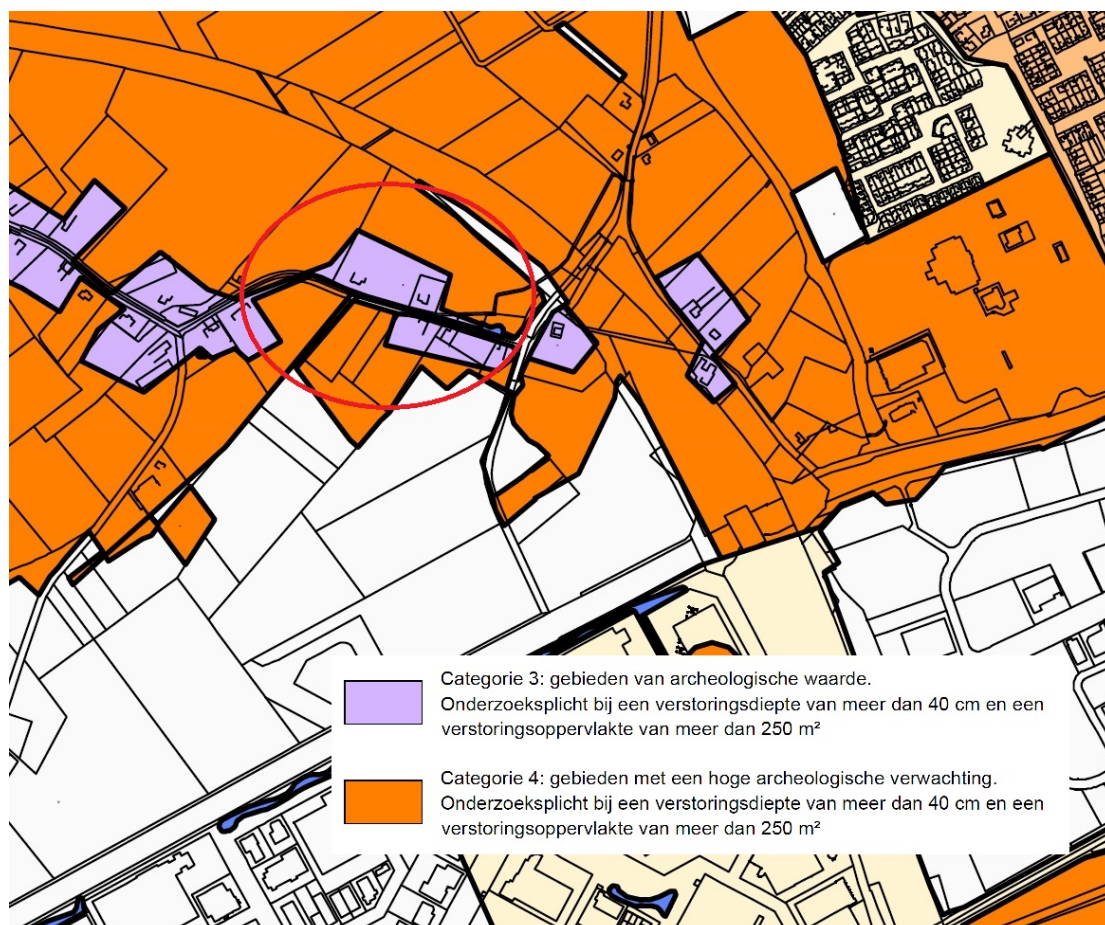 Categorie 3: gebieden van archeologische waarde.
Onderzoeksplicht bij een verstoringsdiepte van meer dan 40 cm en een
verstoringsoppervlakte van meer dan 250 m²
Categorie 4: gebieden met een hoge archeologische verwachting.
Onderzoeksplicht bij een verstoringsdiepte van meer dan 40 cm en een
verstoringsoppervlakte van meer dan 250 m²